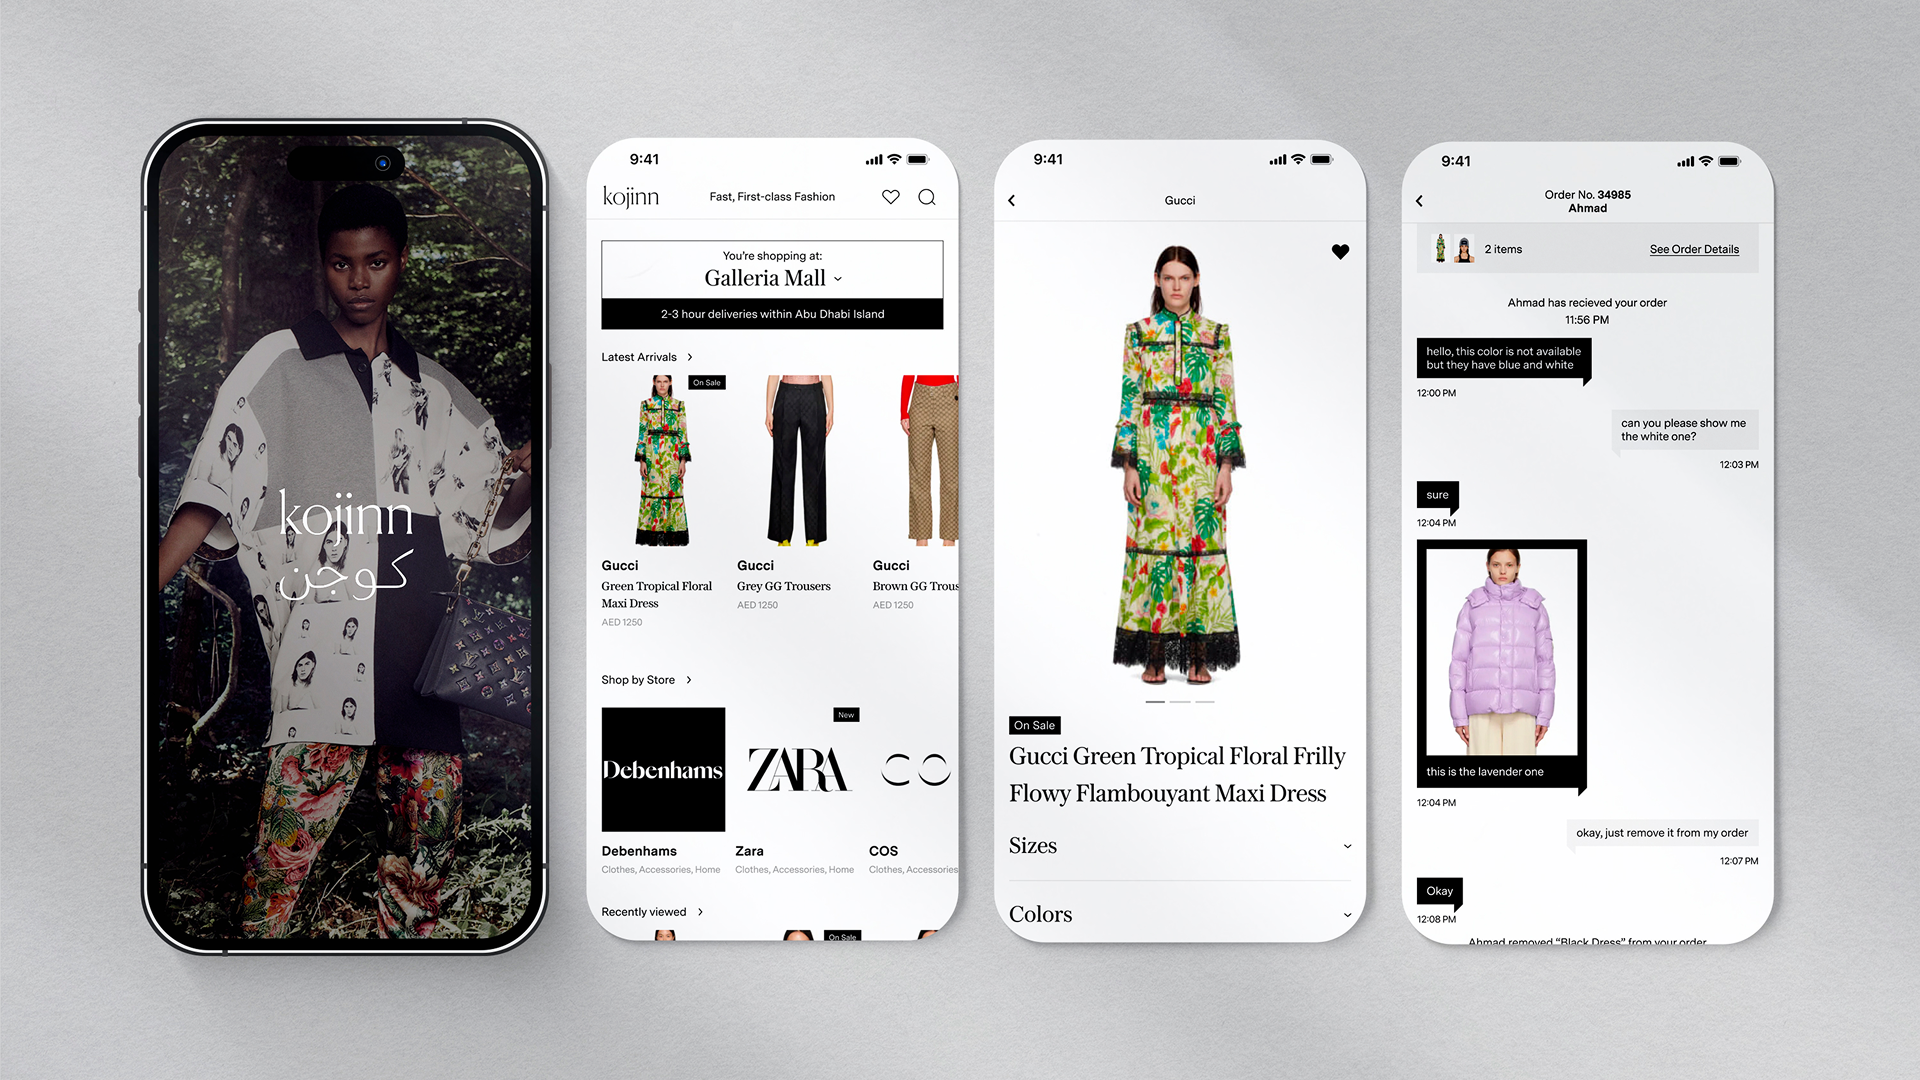 kojinn
كوجن
9:41
kojinn
Fast, First-class Fashion
You're shopping at:
Galleria Mall
2-3 hour deliveries within Abu Dhabi Island
Latest Arrivals
On Sale
Gucci
Green Tropical Floral
Maxi Dress
AED 1250
Gucci
Grey GG Trousers
AED 1250
Gucci
Brown GG Trous
AED 1250
Shop by Store
Debenhams
New
ZARA
CO
Debenhams
Clothes, Accessories, Home
Zara
Clothes, Accessories, Home
COS
Clothes, Accessories
Recently viewed
On Sale
9:41
Gucci
On Sale
Gucci Green Tropical Floral Frilly
Flowy Flambouyant Maxi Dress
Sizes
Colors
9:41
Order No. 34985
Ahmad
2 items
See Order Details
Ahmad has recieved your order
11:56 PM
hello, this color is not available
but they have blue and white
12:00 PM
can you please show me
the white one?
12:03 PM
sure
12:04 PM
this is the lavender one
12:04 PM
okay, just remove it from my order
12:07 PM
Okay
12:08 PM
Ahmad removed “Black Dress” from your order